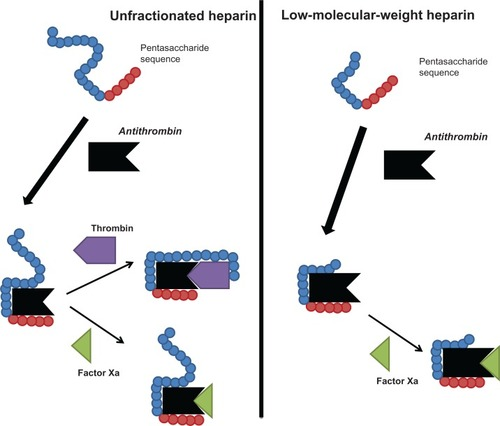 Unfractionated heparin
Pentasaccharide
sequence
Antithrombin
Thrombin
Factor Xa
Low-molecular-weight heparin
Pentasaccharide
sequence
Antithrombin
Factor Xa